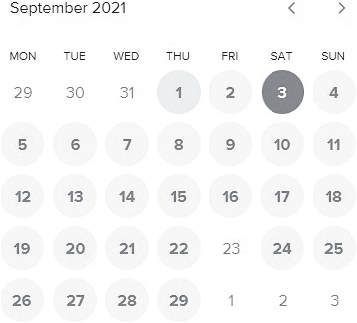 September 2021
MON TUE WED THU FRI SAT SUN
29 30 31 1 2 3 4
5 6 7 8 9 10 11
12 13 14 15 16 17 18
19 20 21 22 23 24 25
26 27 28 29 1 2 3